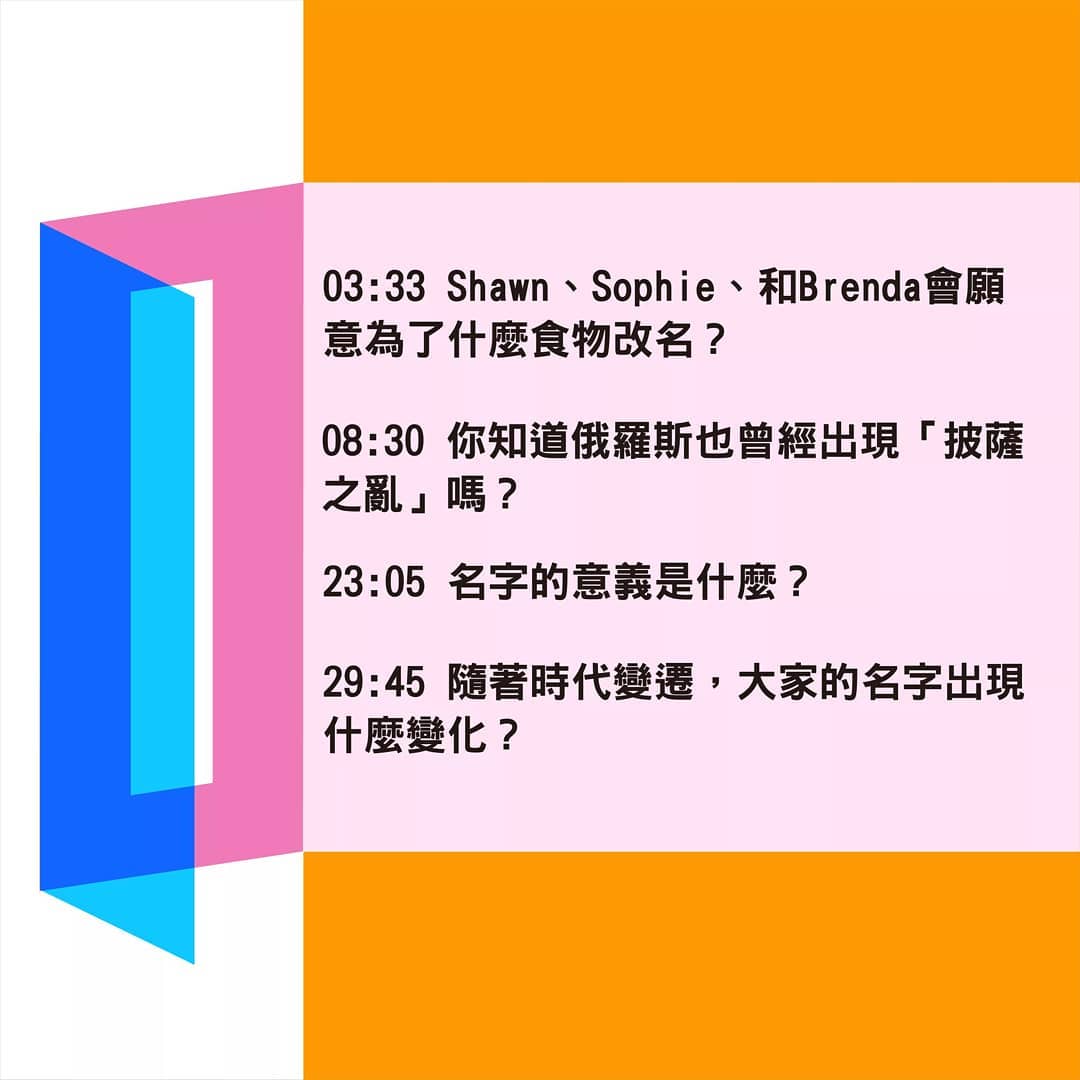 03:33 Shawn、Sophie、和Brenda會願
意為了什麼食物改名？
08:30 你知道俄羅斯也曾經出現「披薩
之亂」嗎？
23:05 名字的意義是什麼？
29:45 隨著時代變遷，大家的名字出現
什麼變化？